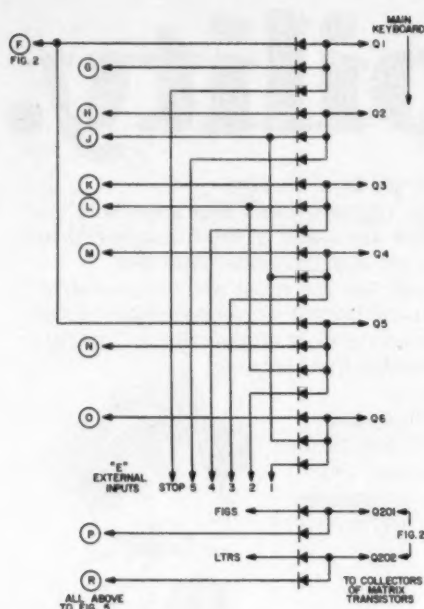 F
FIG. 2
Q1
MAIN
KEYBOARD
G
H
Q2
J
K
Q3
L
M
Q4
Q5
N
O
Q6
"E"
EXTERNAL
INPUTS
STOP 5 4 3 2 1
FIGS
Q201
P
FIG. 2
LTRS
Q202
R
ALL ABOVE
TO FIG. 5
TO COLLECTORS
OF MATRIX
TRANSISTORS